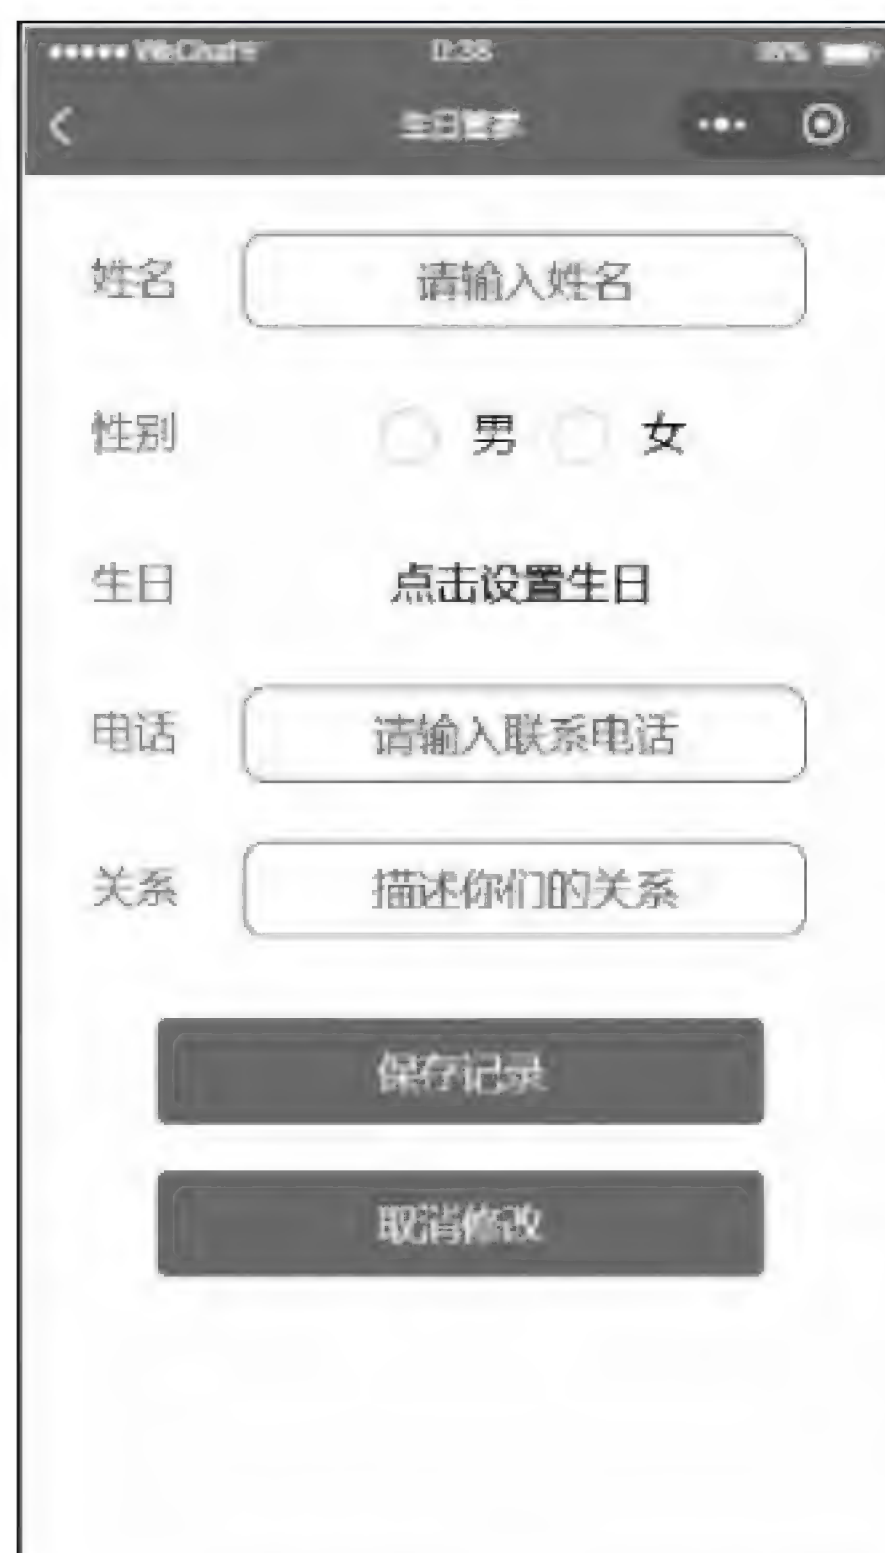 WeChat
0:38
生日管家
姓名 请输入姓名
性别 男 女
生日 点击设置生日
电话 请输入联系电话
关系 描述你们的关系
保存记录
取消修改